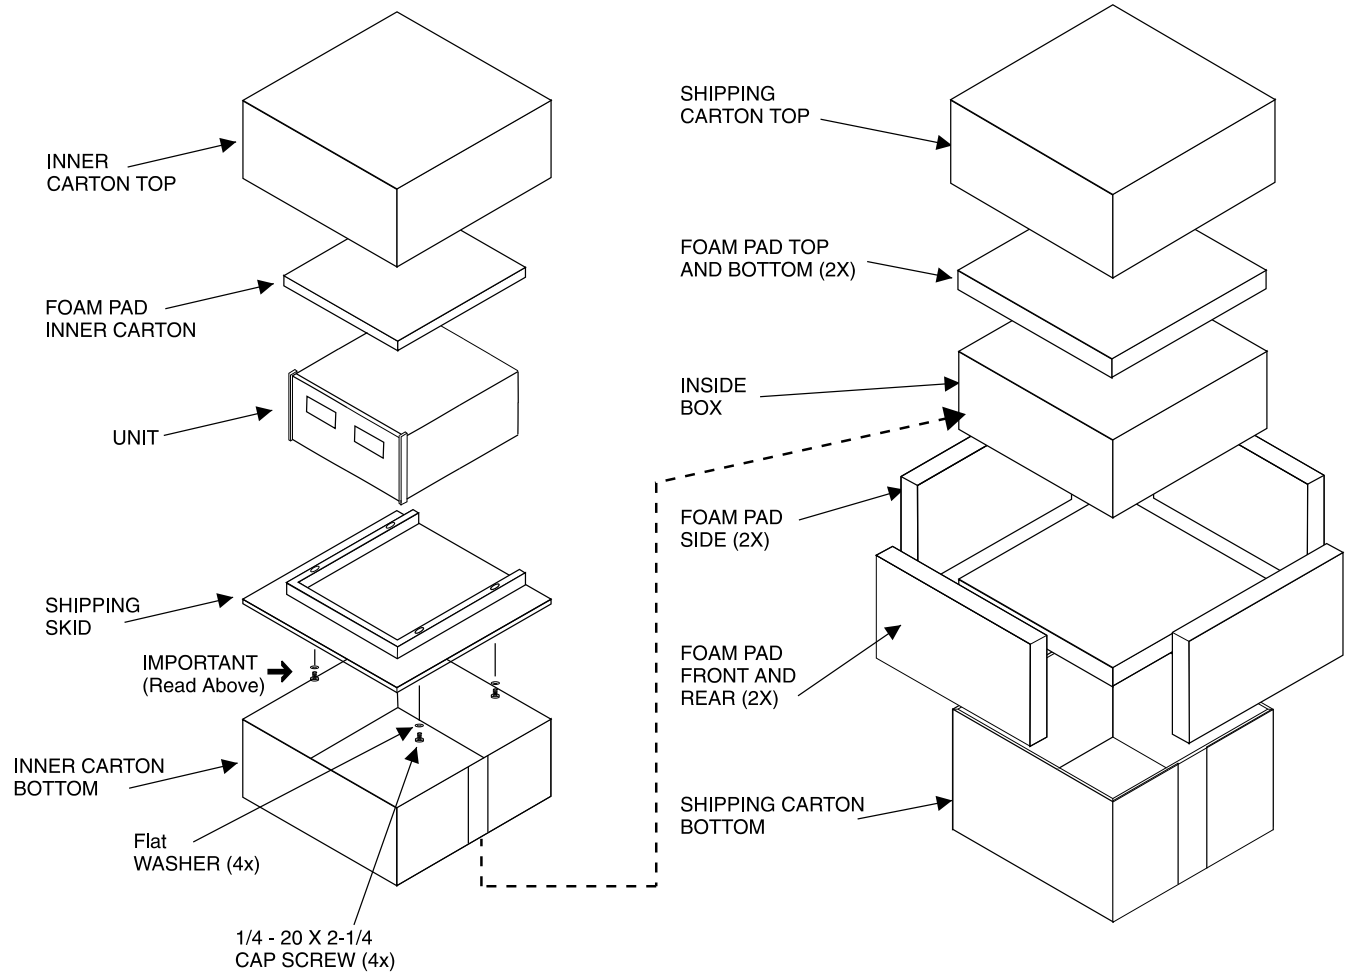 INNER
CARTON TOP
FOAM PAD
INNER CARTON
UNIT
SHIPPING
SKID
IMPORTANT
(Read Above)
INNER CARTON
BOTTOM
Flat
WASHER (4x)
1/4 - 20 X 2-1/4
CAP SCREW (4x)
SHIPPING
CARTON TOP
FOAM PAD TOP
AND BOTTOM (2X)
INSIDE
BOX
FOAM PAD
SIDE (2X)
FOAM PAD
FRONT AND
REAR (2X)
SHIPPING CARTON
BOTTOM